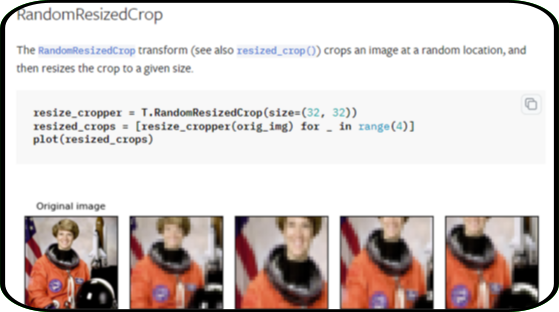 RandomResizedCrop
The RandomResizedCrop transform (see also resized_crop()) crops an image at a random location, and
then resizes the crop to a given size.
resize_cropper = T.RandomResizedCrop(size=(32, 32))
resized_crops = [resize_cropper(orig_img) for _ in range(4)]
plot(resized_crops)
Original image